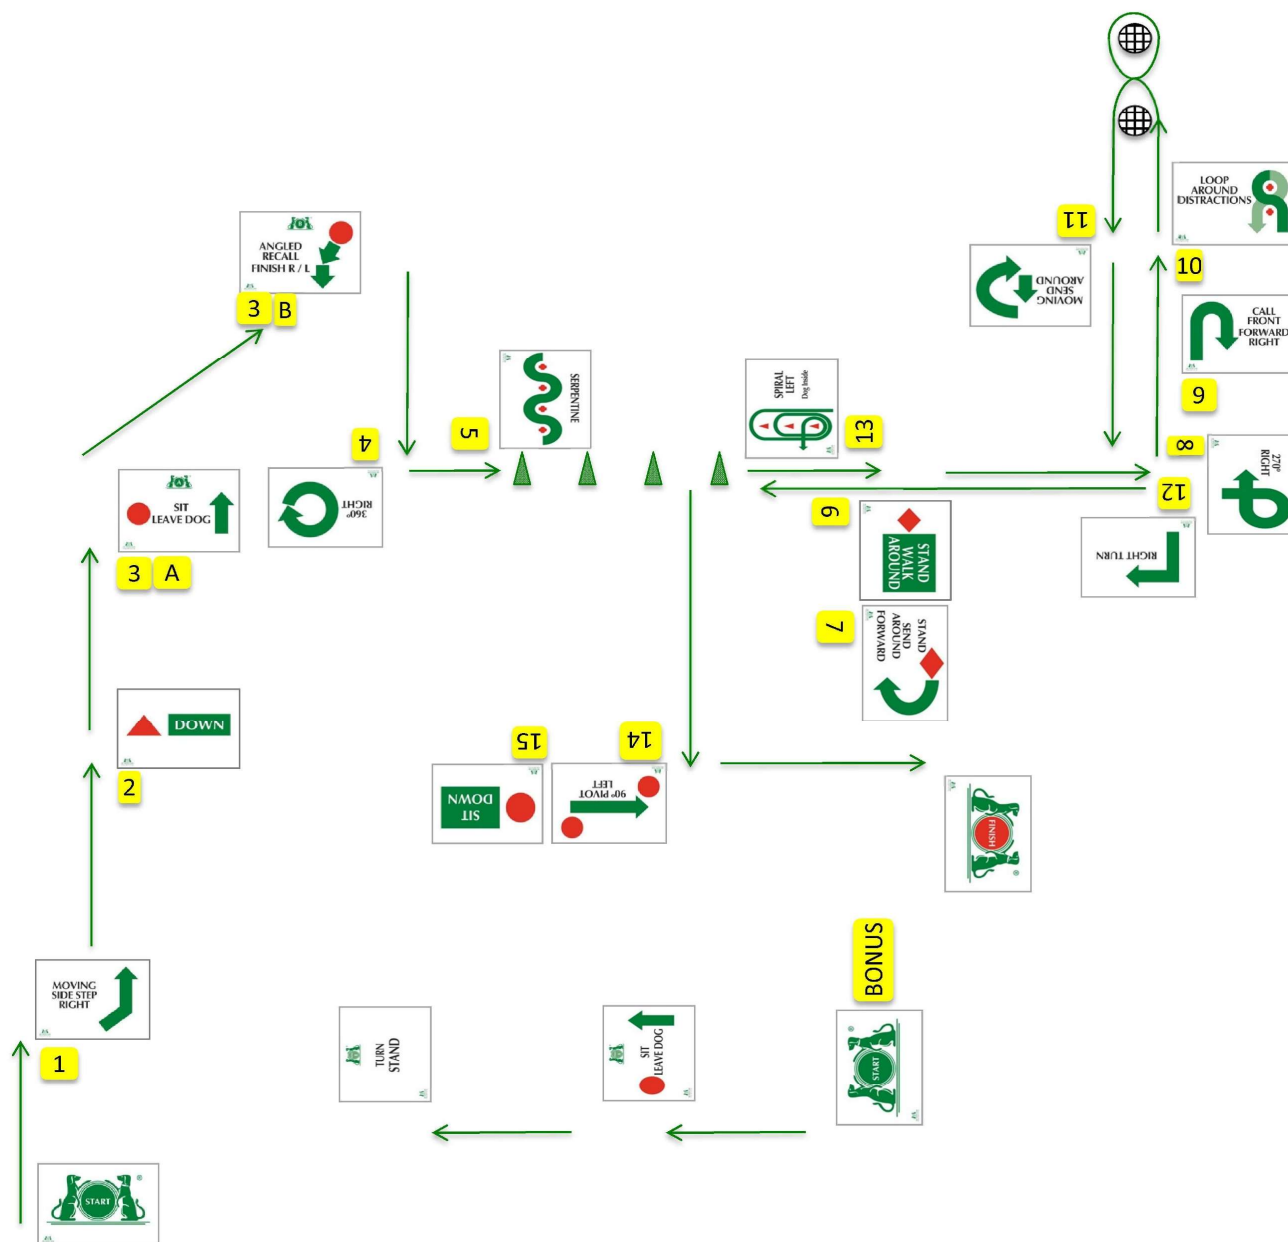 LOOP
AROUND
DISTRACTIONS
10
11
MOVING
SEND
AROUND
ANGLED
RECALL
FINISH R / L
3 B
CALL
FRONT
FORWARD
RIGHT
9
SERPENTINE
5
SPIRAL
LEFT
Dog Inside
13
4
360°
RIGHT
8
270°
RIGHT
12
RIGHT TURN
SIT
LEAVE DOG
3 A
6
STAND
WALK
AROUND
7
STAND
SEND
AROUND
FORWARD
DOWN
2
15
SIT
DOWN
14
90° PIVOT
LEFT
FINISH
®
MOVING
SIDE STEP
RIGHT
1
BONUS
START
®
SIT
LEAVE DOG
TURN
STAND
START
®